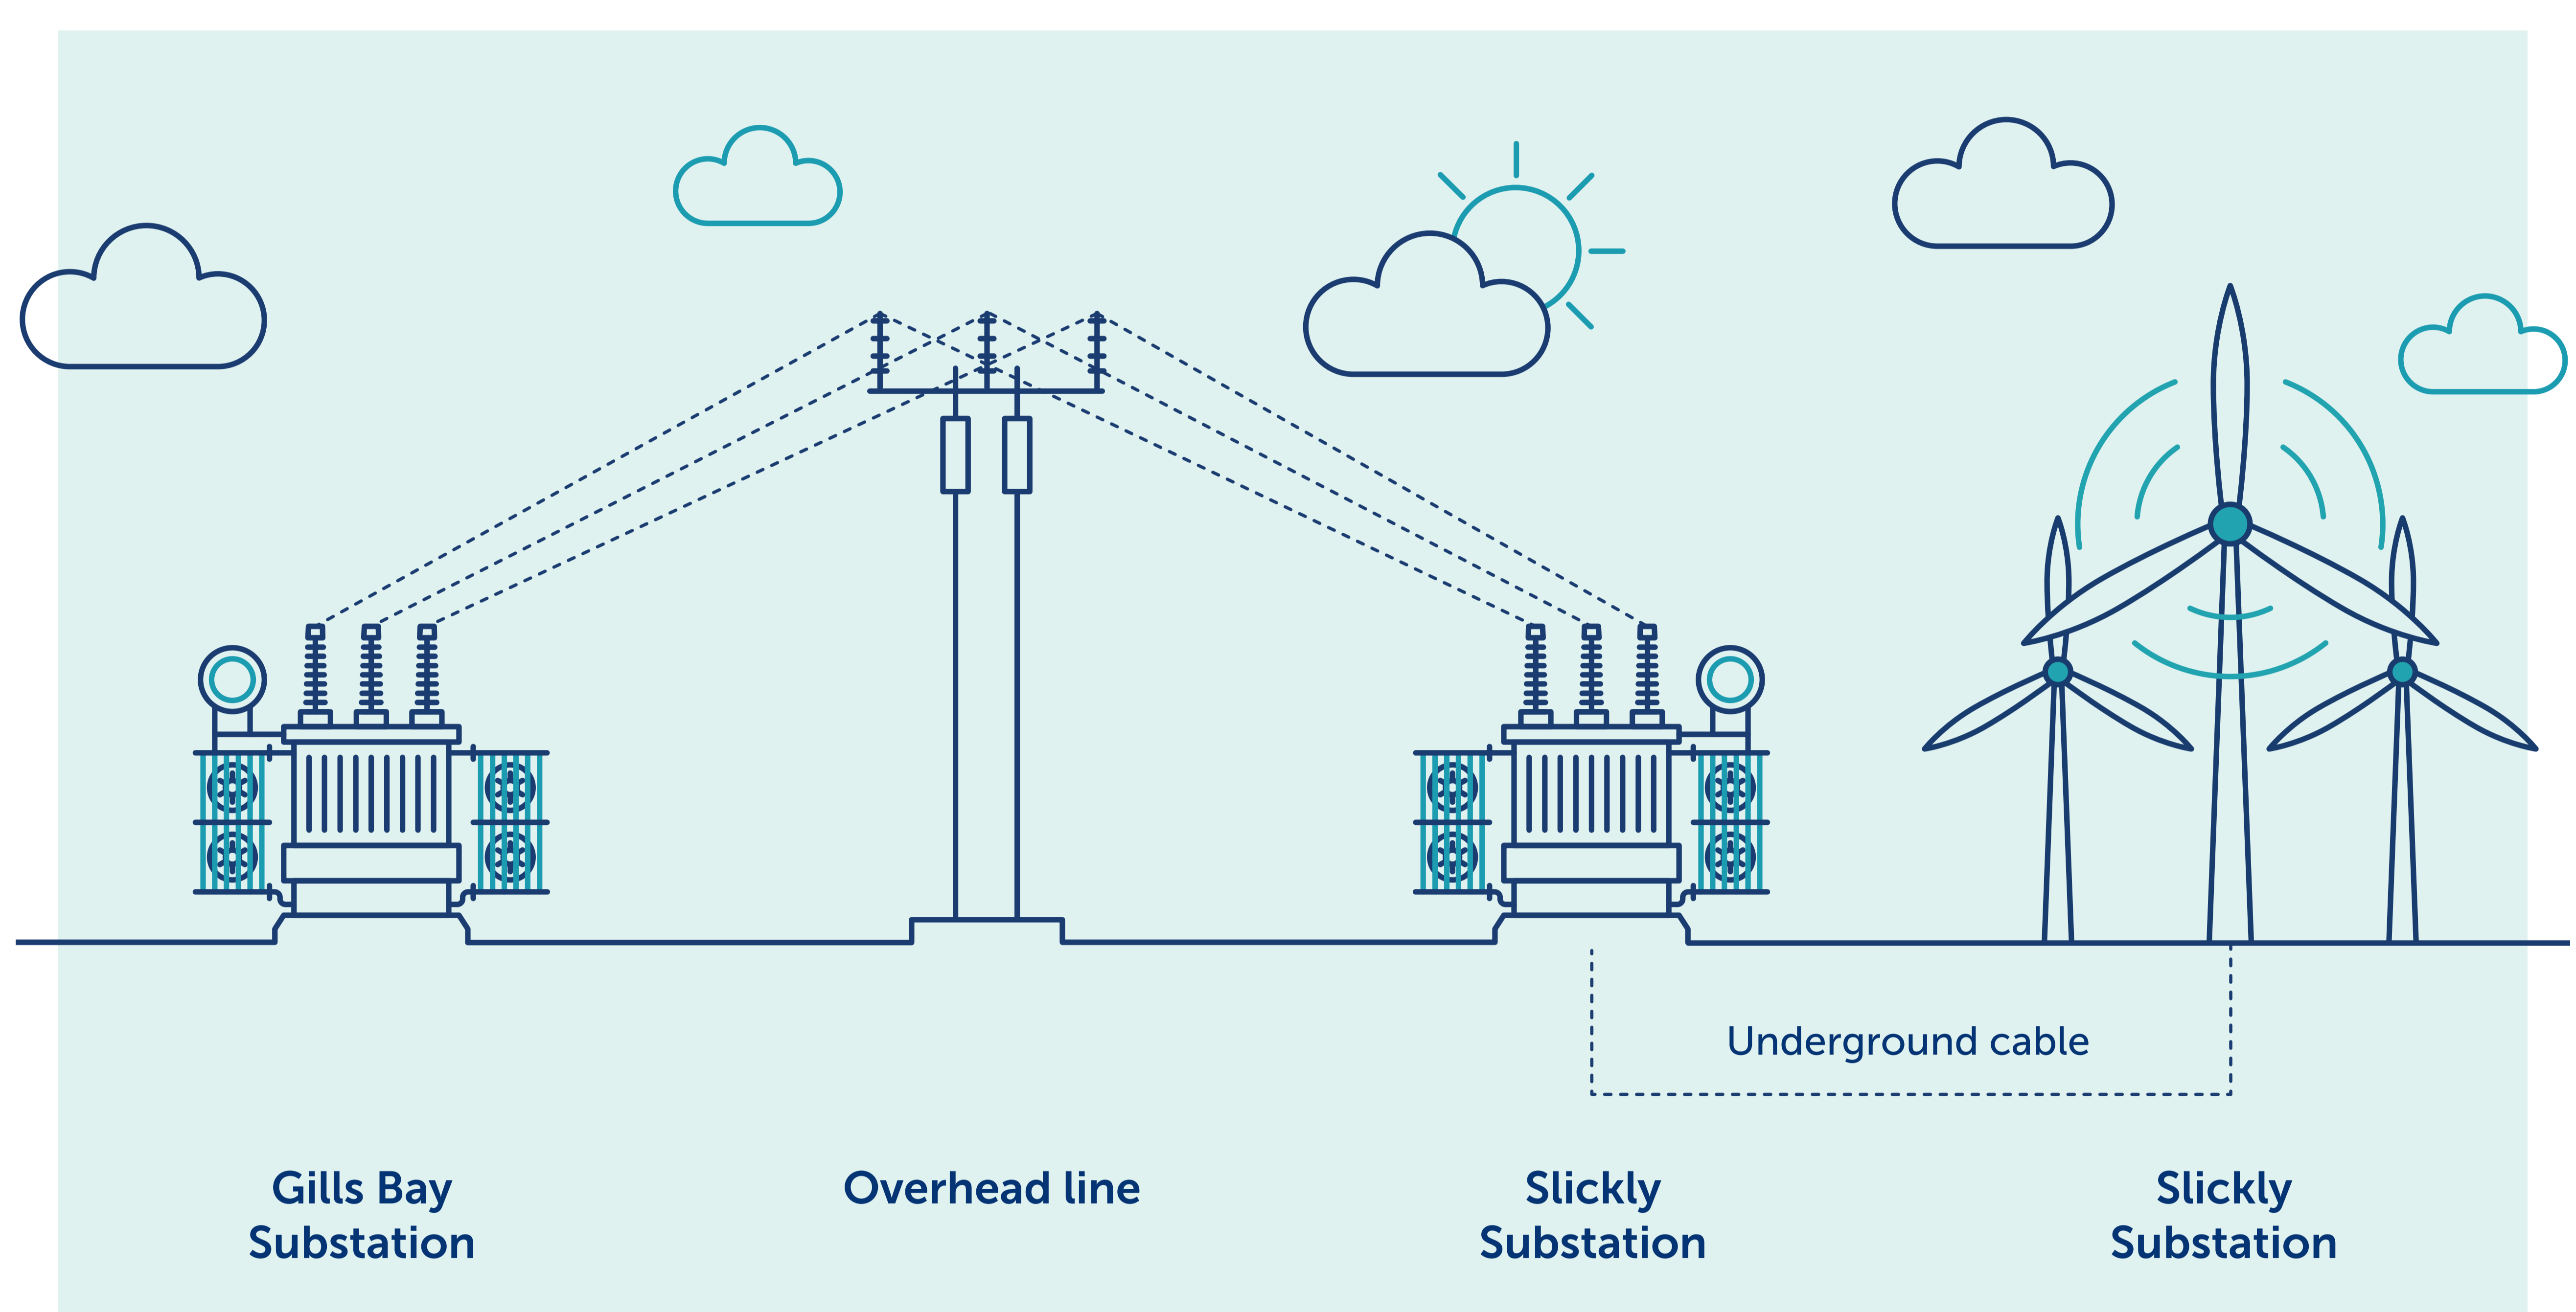 Underground cable
Gills Bay
Substation
Overhead line
Slickly
Substation
Slickly
Substation